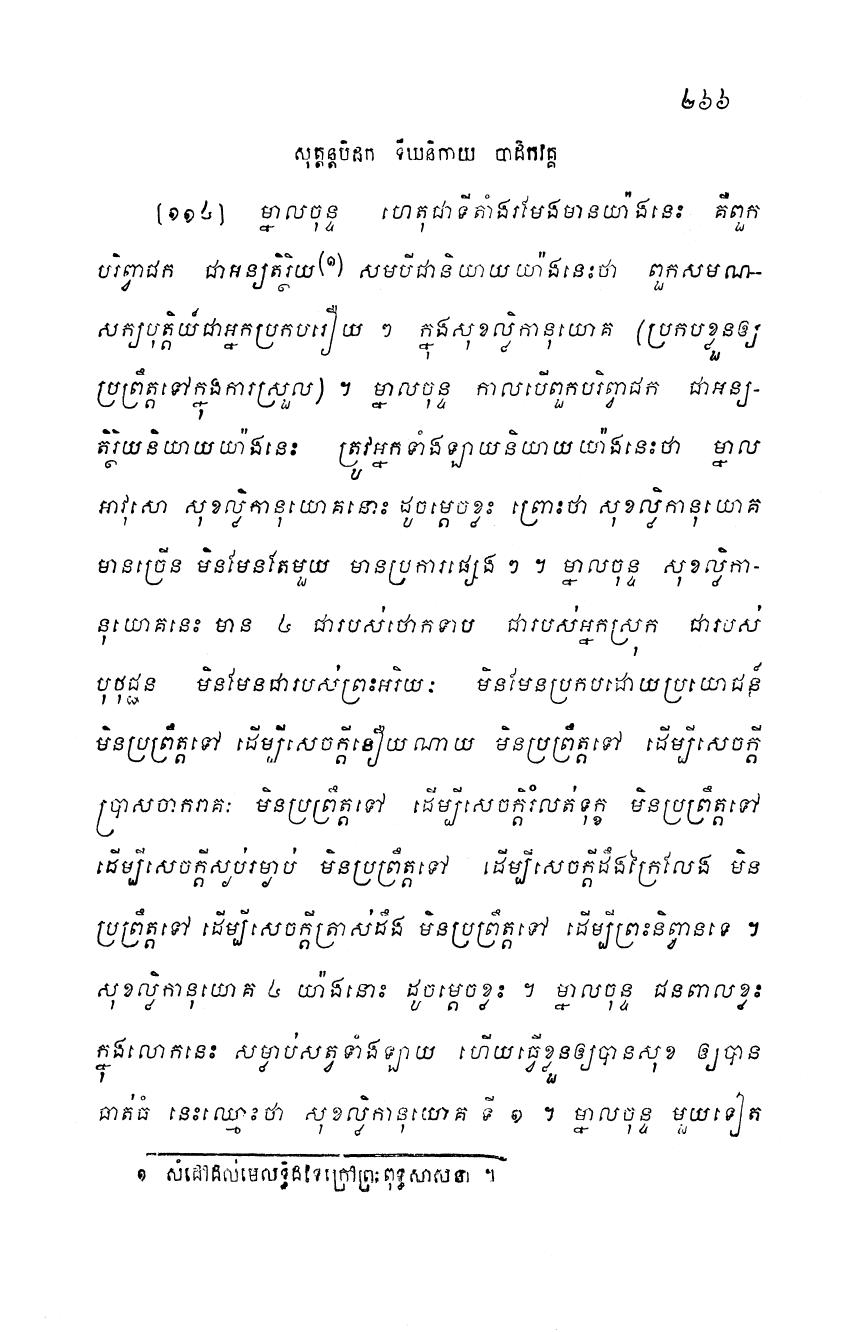 ២៦៦
សុត្តន្តបិដក ទីឃនិកាយ បាដិកវគ្គ
[១១៤] ម្នាលចុន្ទ ហេតុជាទីតាំងរមែងមានយ៉ាងនេះ គឺពួក
បរិព្វាជក ជាអន្យតិរ្ថិយ(១) សមបីជានិយាយយ៉ាងនេះថា ពួកសមណ-
សក្យបុត្តិយ៍ជាអ្នកប្រកបរឿយ ៗ ក្នុងសុខល្លិកានុយោគ (ប្រកបខ្លួនឲ្យ
ប្រព្រឹត្តទៅក្នុងការស្រួល) ។ ម្នាលចុន្ទ កាលបើពួកបរិព្វាជក ជាអន្យ-
តិរ្ថិយនិយាយយ៉ាងនេះ ត្រូវអ្នកទាំងឡាយនិយាយយ៉ាងនេះថា ម្នាល
អាវុសោ សុខល្លិកានុយោគនោះ ដូចម្តេចខ្លះ ព្រោះថា សុខល្លិកានុយោគ
មានច្រើន មិនមែនតែមួយ មានប្រការផ្សេង ៗ ។ ម្នាលចុន្ទ សុខល្លិកា-
នុយោគនេះ មាន ៤ ជារបស់ថោកទាប ជារបស់អ្នកស្រុក ជារបស់
បុថុជ្ជន មិនមែនជារបស់ព្រះអរិយៈ មិនមែនប្រកបដោយប្រយោជន៍
មិនប្រព្រឹត្តទៅ ដើម្បីសេចក្តីនឿយណាយ មិនប្រព្រឹត្តទៅ ដើម្បីសេចក្តី
ប្រាសចាករាគៈ មិនប្រព្រឹត្តទៅ ដើម្បីសេចក្តីរំលត់ទុក្ខ មិនប្រព្រឹត្តទៅ
ដើម្បីសេចក្តីស្ងប់រម្ងាប់ មិនប្រព្រឹត្តទៅ ដើម្បីសេចក្តីដឹងក្រៃលែង មិន
ប្រព្រឹត្តទៅ ដើម្បីសេចក្តីត្រាស់ដឹង មិនប្រព្រឹត្តទៅ ដើម្បីព្រះនិព្វានទេ ។
សុខល្លិកានុយោគ ៤ យ៉ាងនោះ ដូចម្តេចខ្លះ ។ ម្នាលចុន្ទ ជនពាលខ្លះ
ក្នុងលោកនេះ សម្លាប់សត្វទាំងឡាយ ហើយធ្វើខ្លួនឲ្យបានសុខ ឲ្យបាន
ធាត់ធំ នេះឈ្មោះថា សុខល្លិកានុយោគ ទី ១ ។ ម្នាលចុន្ទ មួយទៀត
១ សំដៅដល់មេលទ្ធិដទៃក្រៅព្រះពុទ្ធសាសនា ។